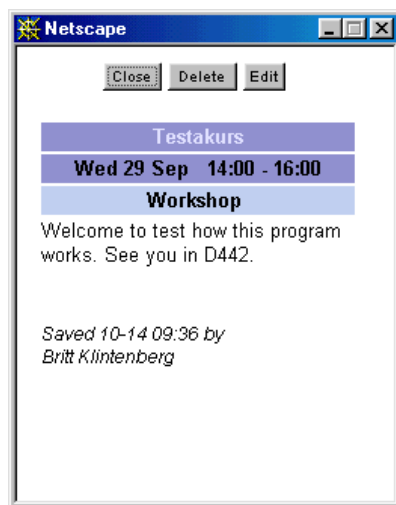 Netscape
Close Delete Edit
Testakurs
Wed 29 Sep 14:00 - 16:00
Workshop
Welcome to test how this program
works. See you in D442.
Saved 10-14 09:36 by
Britt Klintenberg